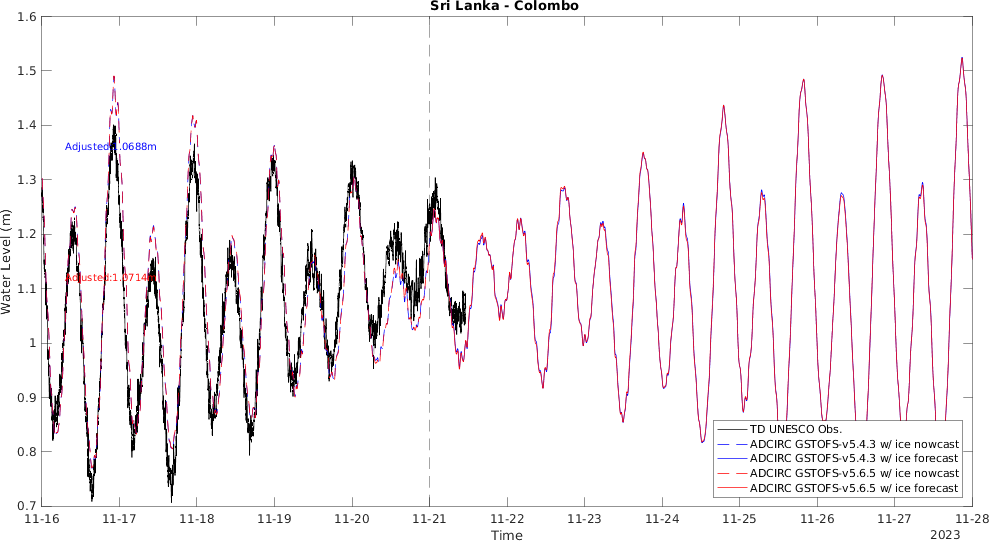 Sri Lanka - Colombo
1.6
1.5
1.4
1.3
1.2
1.1
1
0.9
0.8
0.7
Water Level (m)
Adjusted:1.0688m
Adjusted:1.0714m
TD UNESCO Obs.
ADCIRC GSTOFS-v5.4.3 w/ ice nowcast
ADCIRC GSTOFS-v5.4.3 w/ ice forecast
ADCIRC GSTOFS-v5.6.5 w/ ice nowcast
ADCIRC GSTOFS-v5.6.5 w/ ice forecast
11-16 11-17 11-18 11-19 11-20 11-21 11-22 11-23 11-24 11-25 11-26 11-27 11-28
Time
2023